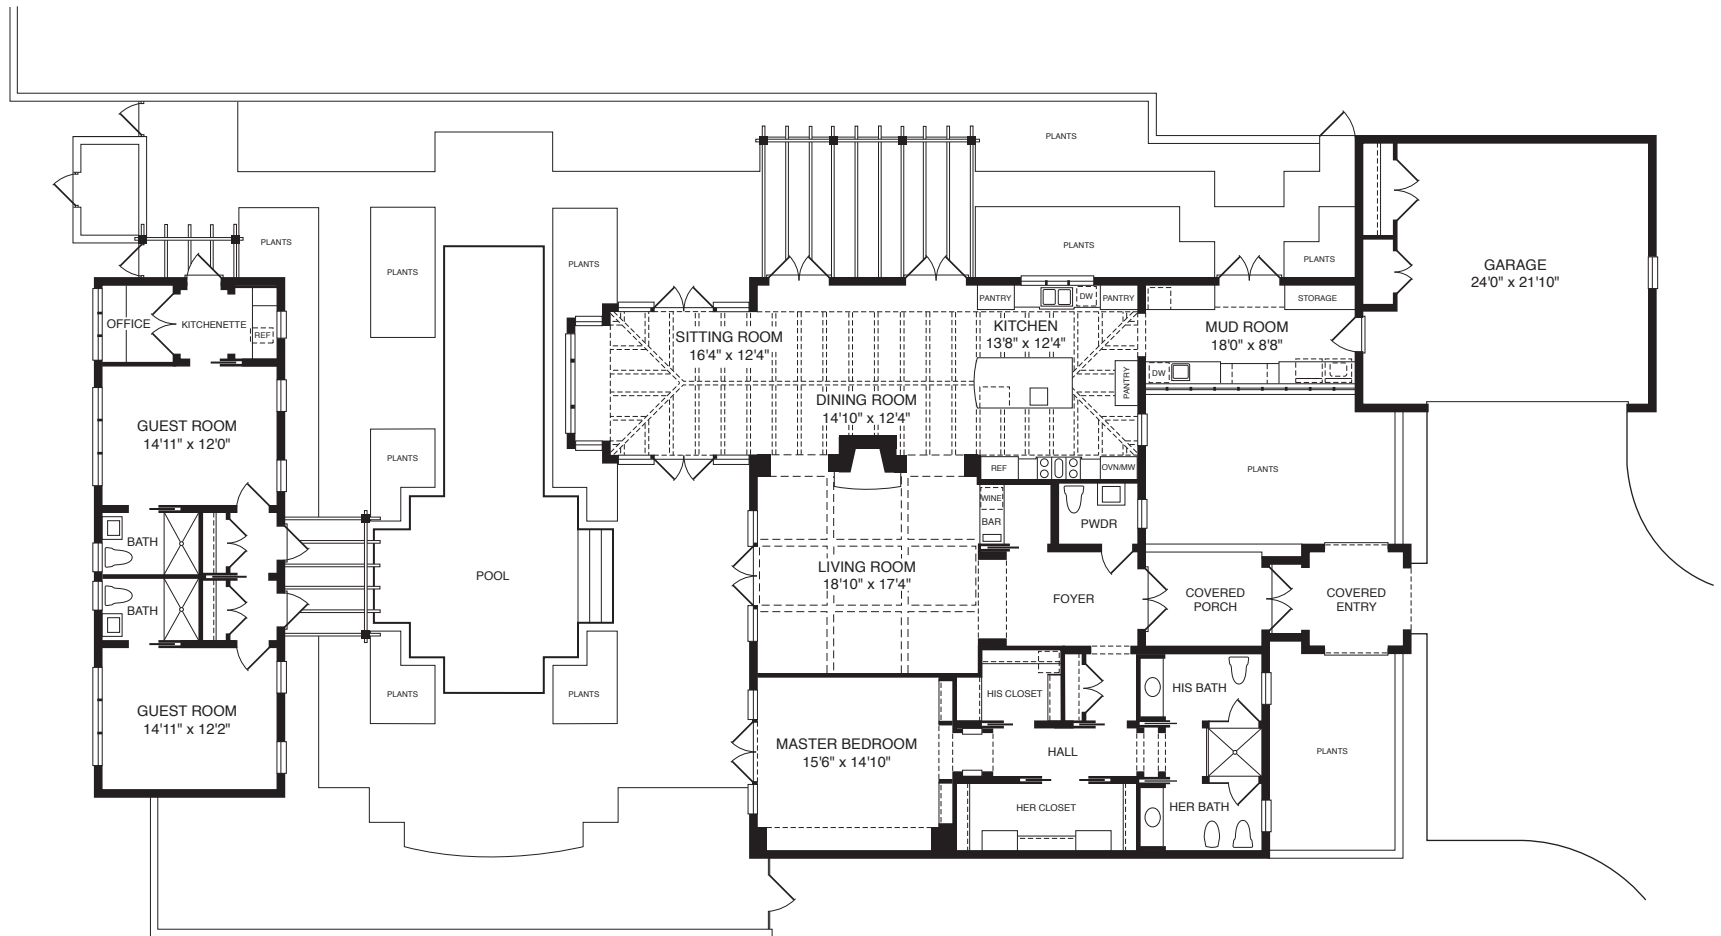 PLANTS
PLANTS
PLANTS
PLANTS
PLANTS
PLANTS
GARAGE
24'0" x 21'10"
OFFICE
KITCHENETTE
REF
PANTRY
DW
PANTRY
STORAGE
SITTING ROOM
16'4" x 12'4"
KITCHEN
13'8" x 12'4"
MUD ROOM
18'0" x 8'8"
DW
PANTRY
DINING ROOM
14'10" x 12'4"
GUEST ROOM
14'11" x 12'0"
PLANTS
REF
OVN/MW
PLANTS
WINE
BAR
PWDR
BATH
BATH
POOL
LIVING ROOM
18'10" x 17'4"
FOYER
COVERED
PORCH
COVERED
ENTRY
PLANTS
PLANTS
HIS CLOSET
HIS BATH
GUEST ROOM
14'11" x 12'2"
MASTER BEDROOM
15'6" x 14'10"
HALL
PLANTS
HER CLOSET
HER BATH